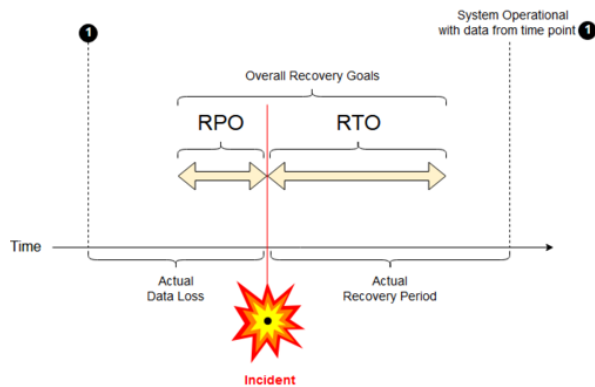 System Operational
with data from time point 1
1
Overall Recovery Goals
RPO
RTO
Time
Actual
Data Loss
Actual
Recovery Period
Incident